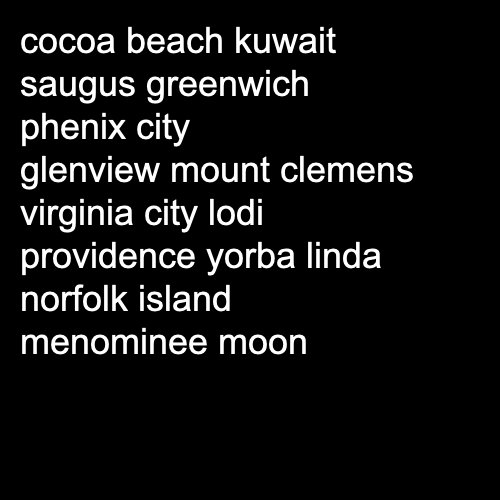 cocoa beach kuwait
saugus greenwich
phenix city
glenview mount clemens
virginia city lodi
providence yorba linda
norfolk island
menominee moon